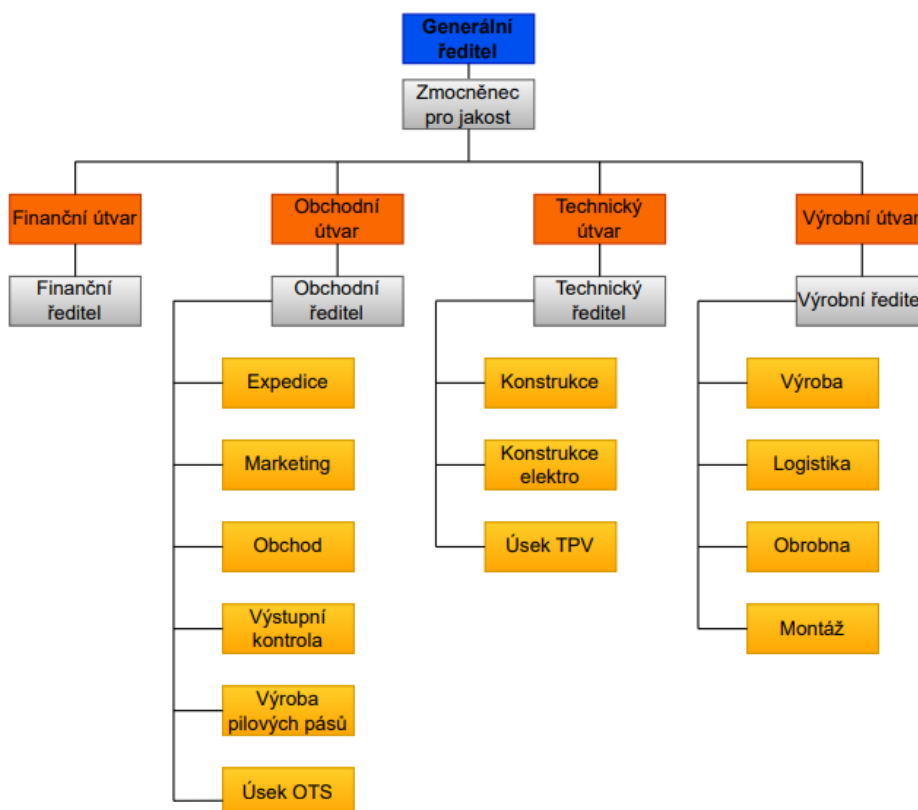 Generální
ředitel
Zmocněnec
pro jakost
Finanční útvar
Obchodní
útvar
Technický
útvar
Výrobní útvar
Finanční
ředitel
Obchodní
ředitel
Technický
ředitel
Výrobní ředitel
Expedice
Konstrukce
Výroba
Marketing
Konstrukce
elektro
Logistika
Obchod
Úsek TPV
Obrobna
Výstupní
kontrola
Montáž
Výroba
pilových pásů
Úsek OTS